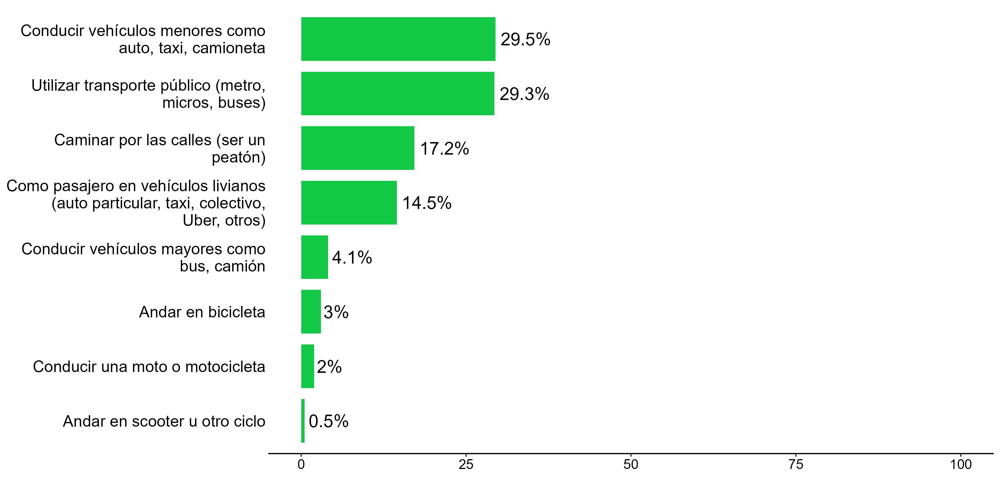 Conducir vehículos menores como
auto, taxi, camioneta
29.5%
Utilizar transporte público (metro,
micros, buses)
29.3%
Caminar por las calles (ser un
peatón)
17.2%
Como pasajero en vehículos livianos
(auto particular, taxi, colectivo,
Uber, otros)
14.5%
Conducir vehículos mayores como
bus, camión
4.1%
Andar en bicicleta
3%
Conducir una moto o motocicleta
2%
Andar en scooter u otro ciclo
0.5%
0 25 50 75 100